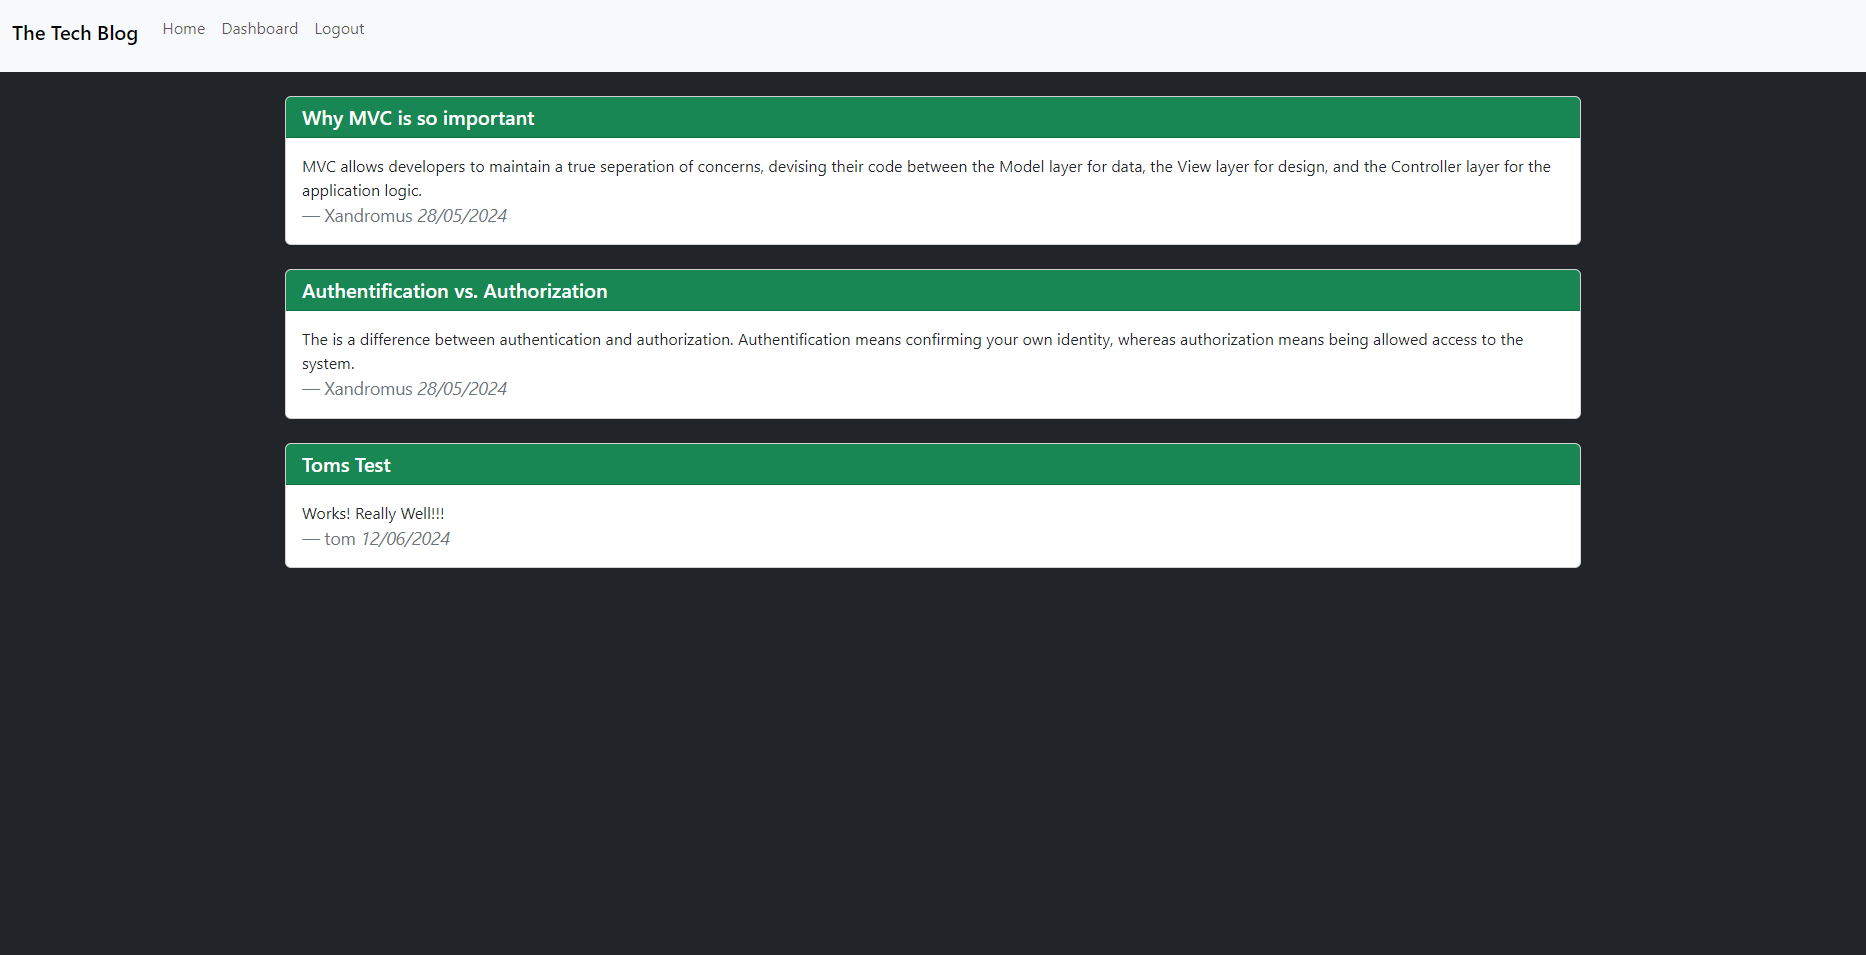 The Tech Blog Home Dashboard Logout
Why MVC is so important
MVC allows developers to maintain a true seperation of concerns, devising their code between the Model layer for data, the View layer for design, and the Controller layer for the
application logic.
— Xandromus 28/05/2024
Authentification vs. Authorization
The is a difference between authentication and authorization. Authentification means confirming your own identity, whereas authorization means being allowed access to the
system.
— Xandromus 28/05/2024
Toms Test
Works! Really Well!!!
— tom 12/06/2024